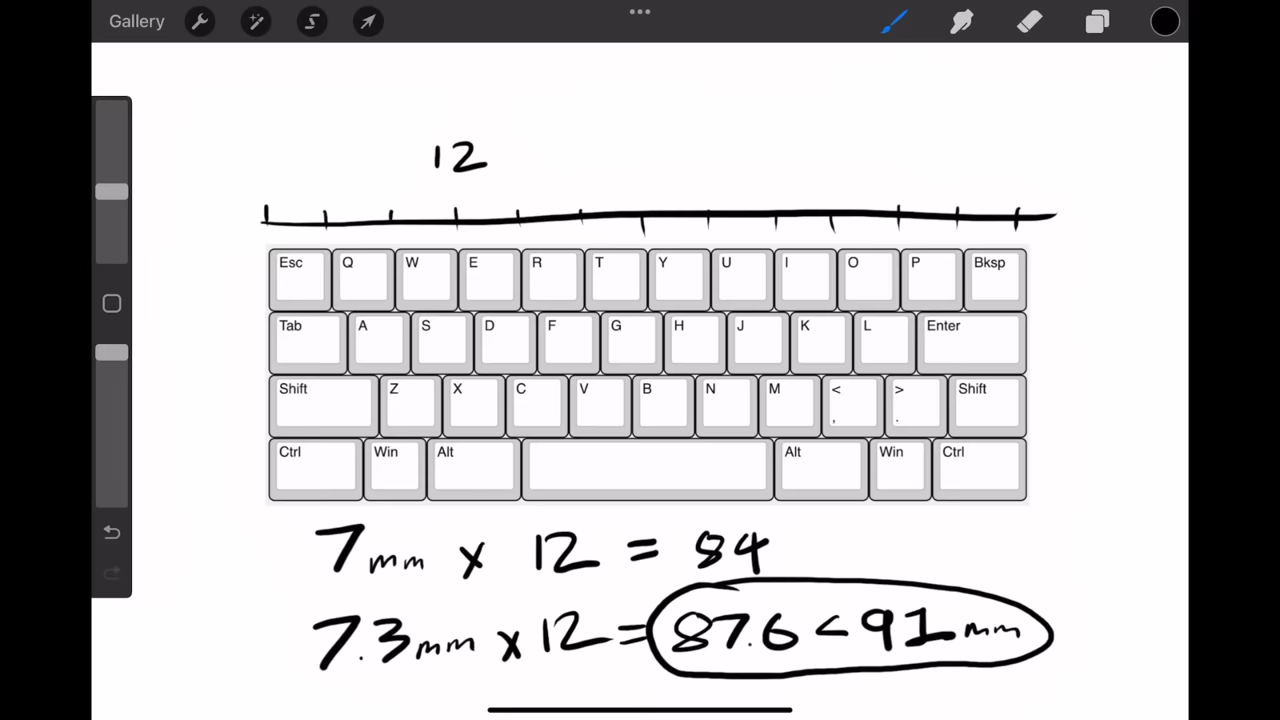 Gallery
12
Esc Q W E R T Y U I O P Bksp
Tab A S D F G H J K L Enter
Shift Z X C V B N M < > Shift
, .
Ctrl Win Alt Alt Win Ctrl
7mm x 12 = 84
7.3mm x 12 = 87.6 < 91mm